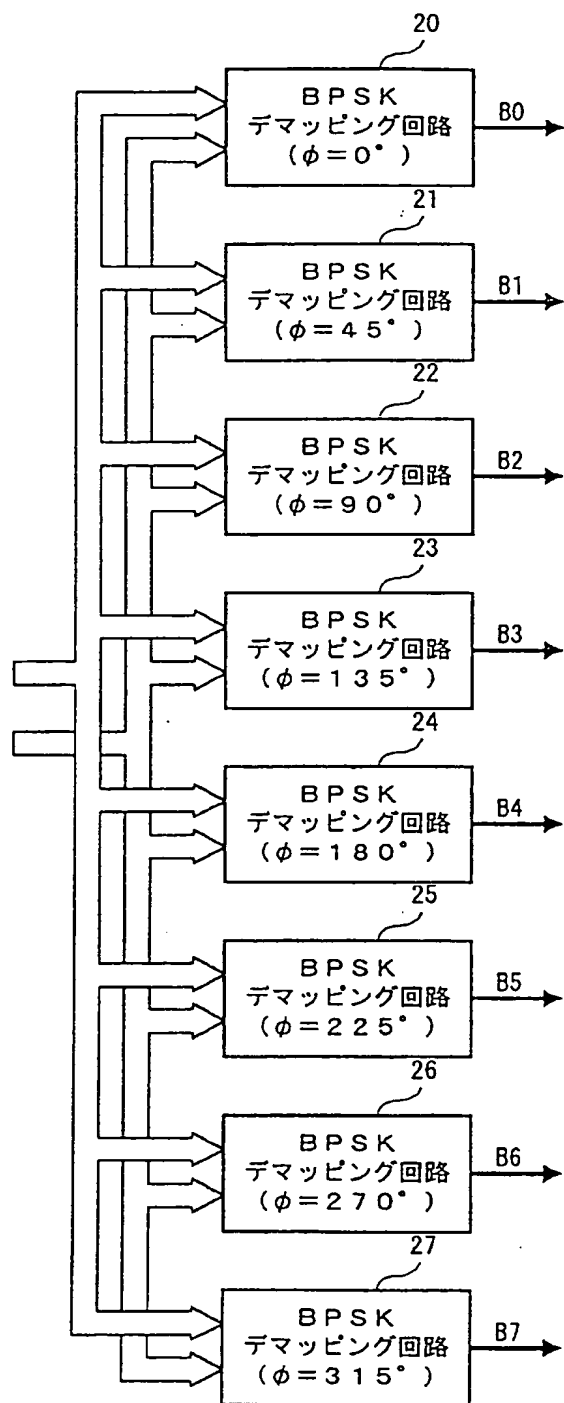 20
BPSK
デマッピング回路
(φ=0°)
B0
21
BPSK
デマッピング回路
(φ=45°)
B1
22
BPSK
デマッピング回路
(φ=90°)
B2
23
BPSK
デマッピング回路
(φ=135°)
B3
24
BPSK
デマッピング回路
(φ=180°)
B4
25
BPSK
デマッピング回路
(φ=225°)
B5
26
BPSK
デマッピング回路
(φ=270°)
B6
27
BPSK
デマッピング回路
(φ=315°)
B7